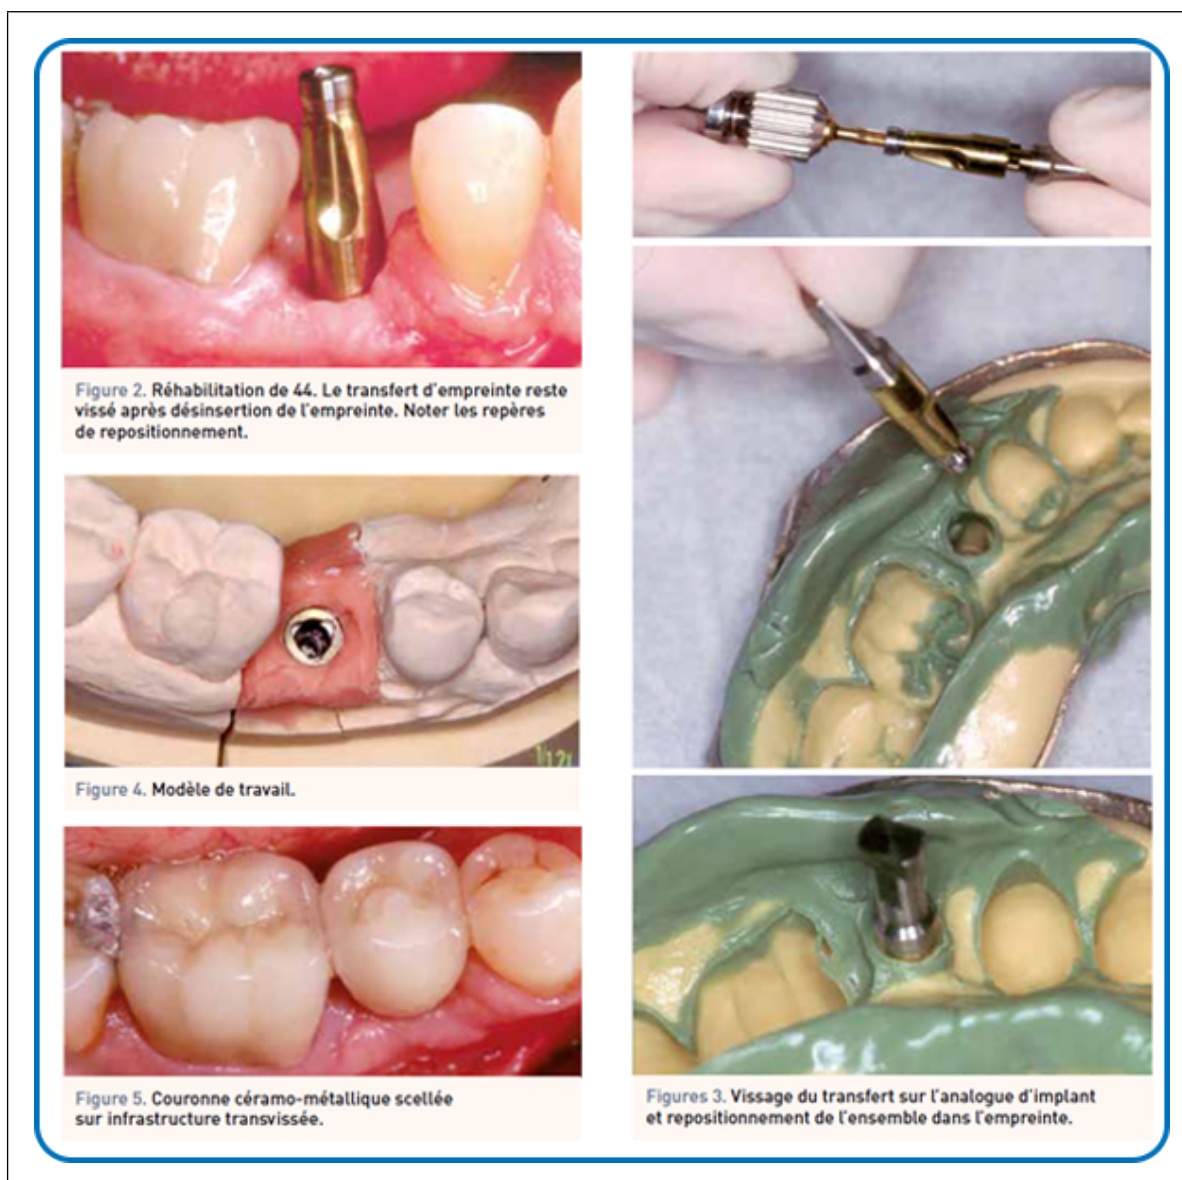 Figure 2. Réhabilitation de 44. Le transfert d'empreinte reste
vissé après désinsertion de l'empreinte. Noter les repères
de repositionnement.
Figure 4. Modèle de travail.
Figure 5. Couronne céramo-métallique scellée
sur infrastructure transvissée.
Figures 3. Vissage du transfert sur l'analogue d'implant
et repositionnement de l'ensemble dans l'empreinte.